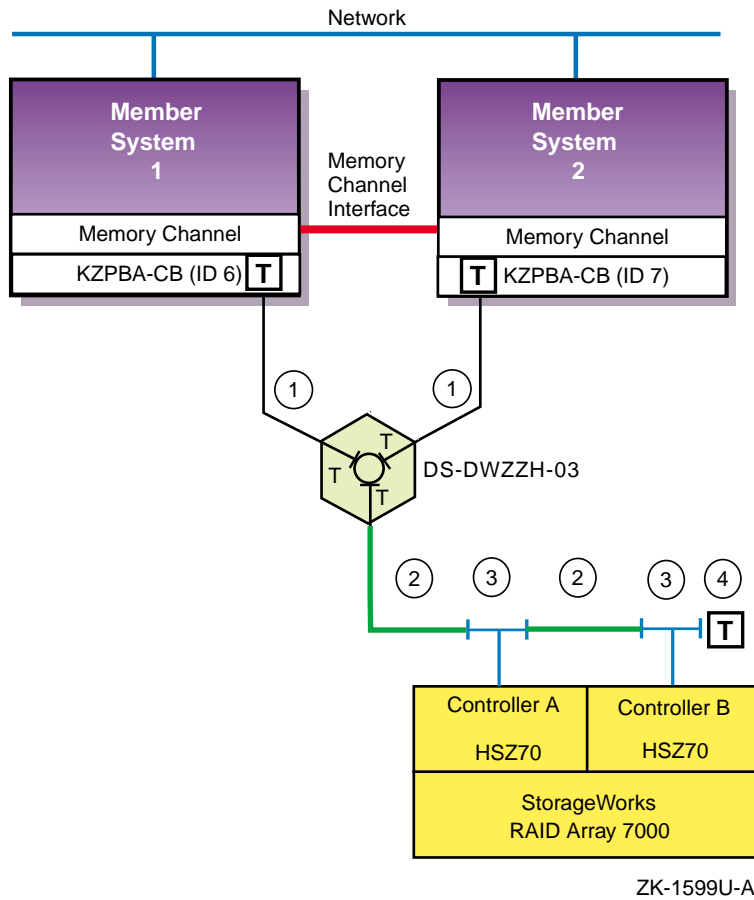 Network
Member
System
1
Member
System
2
Memory
Channel
Interface
Memory Channel
Memory Channel
KZPBA-CB (ID 6)
T
T
KZPBA-CB (ID 7)
1
1
T
T
T
DS-DWZZH-03
2
3
2
3
4
T
Controller A
HSZ70
Controller B
HSZ70
StorageWorks
RAID Array 7000
ZK-1599U-AI